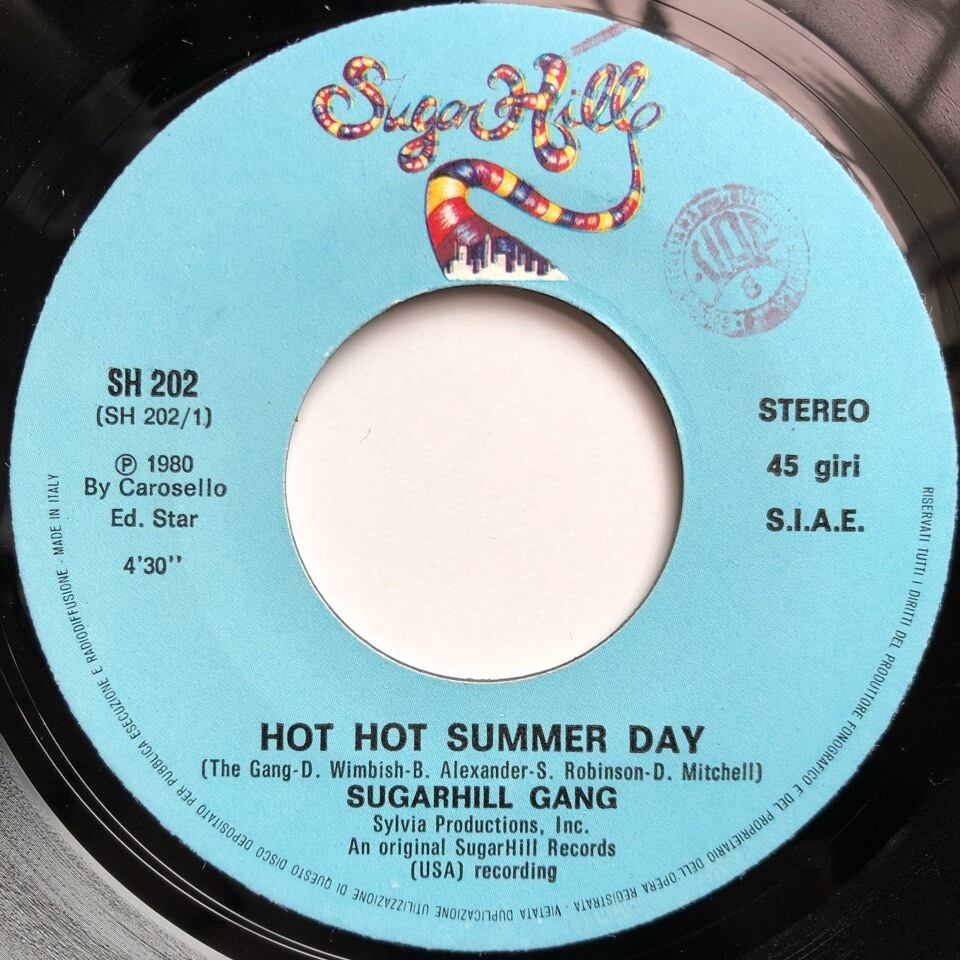 Sugar Hill
SH 202
(SH 202/1)
℗ 1980
By Carosello
Ed. Star
4'30''
STEREO
45 giri
S.I.A.E.
HOT HOT SUMMER DAY
(The Gang-D. Wimbish-B. Alexander-S. Robinson-D. Mitchell)
SUGARHILL GANG
Sylvia Productions, Inc.
An original SugarHill Records
(USA) recording
RISERVATI TUTTI I DIRITTI DEL PRODUTTORE FONOGRAFICO E DEL PROPRIETARIO DELL'OPERA REGISTRATA - VIETATA DUPLICAZIONE UTILIZZAZIONE DI QUESTO DISCO DEPOSITATO PER PUBBLICA ESECUZIONE E RADIODIFFUSIONE - MADE IN ITALY